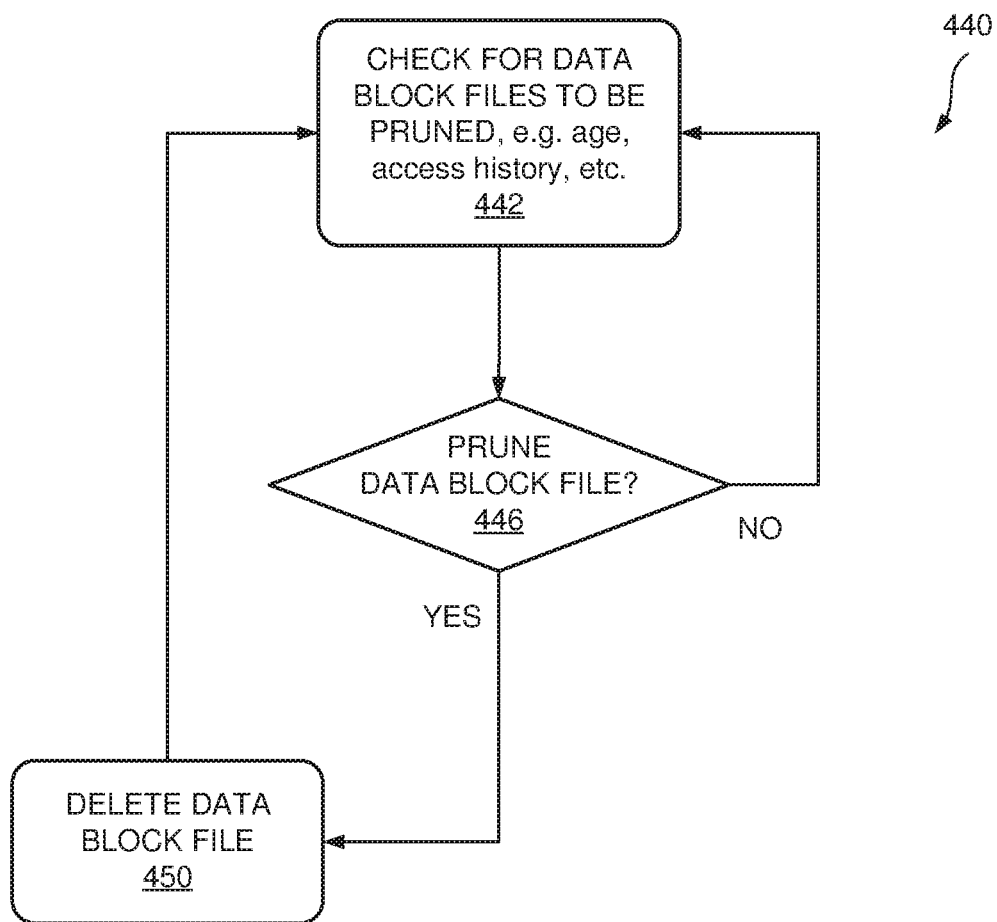 440
CHECK FOR DATA
BLOCK FILES TO BE
PRUNED, e.g. age,
access history, etc.
442
PRUNE
DATA BLOCK FILE?
446
NO
YES
DELETE DATA
BLOCK FILE
450